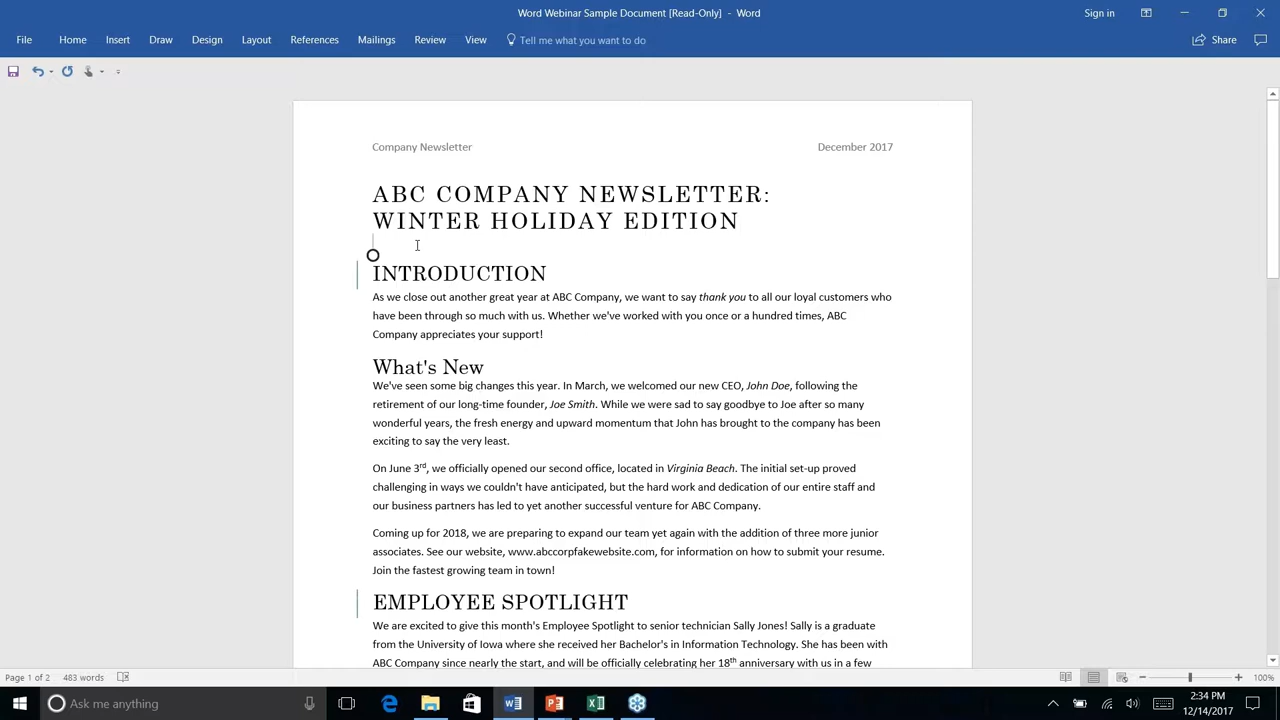 Word Webinar Sample Document [Read-Only] - Word
Sign in
File Home Insert Draw Design Layout References Mailings Review View Tell me what you want to do Share
Company Newsletter December 2017
ABC COMPANY NEWSLETTER:
WINTER HOLIDAY EDITION
INTRODUCTION
As we close out another great year at ABC Company, we want to say thank you to all our loyal customers who
have been through so much with us. Whether we've worked with you once or a hundred times, ABC
Company appreciates your support!
What's New
We've seen some big changes this year. In March, we welcomed our new CEO, John Doe, following the
retirement of our long-time founder, Joe Smith. While we were sad to say goodbye to Joe after so many
wonderful years, the fresh energy and upward momentum that John has brought to the company has been
exciting to say the very least.
On June 3rd, we officially opened our second office, located in Virginia Beach. The initial set-up proved
challenging in ways we couldn't have anticipated, but the hard work and dedication of our entire staff and
our business partners has led to yet another successful venture for ABC Company.
Coming up for 2018, we are preparing to expand our team yet again with the addition of three more junior
associates. See our website, www.abccorpfakewebsite.com, for information on how to submit your resume.
Join the fastest growing team in town!
EMPLOYEE SPOTLIGHT
We are excited to give this month's Employee Spotlight to senior technician Sally Jones! Sally is a graduate
from the University of Iowa where she received her Bachelor's in Information Technology. She has been with
ABC Company since nearly the start, and will be officially celebrating her 18th anniversary with us in a few
Page 1 of 2 483 words 100%
Ask me anything
2:34 PM
12/14/2017